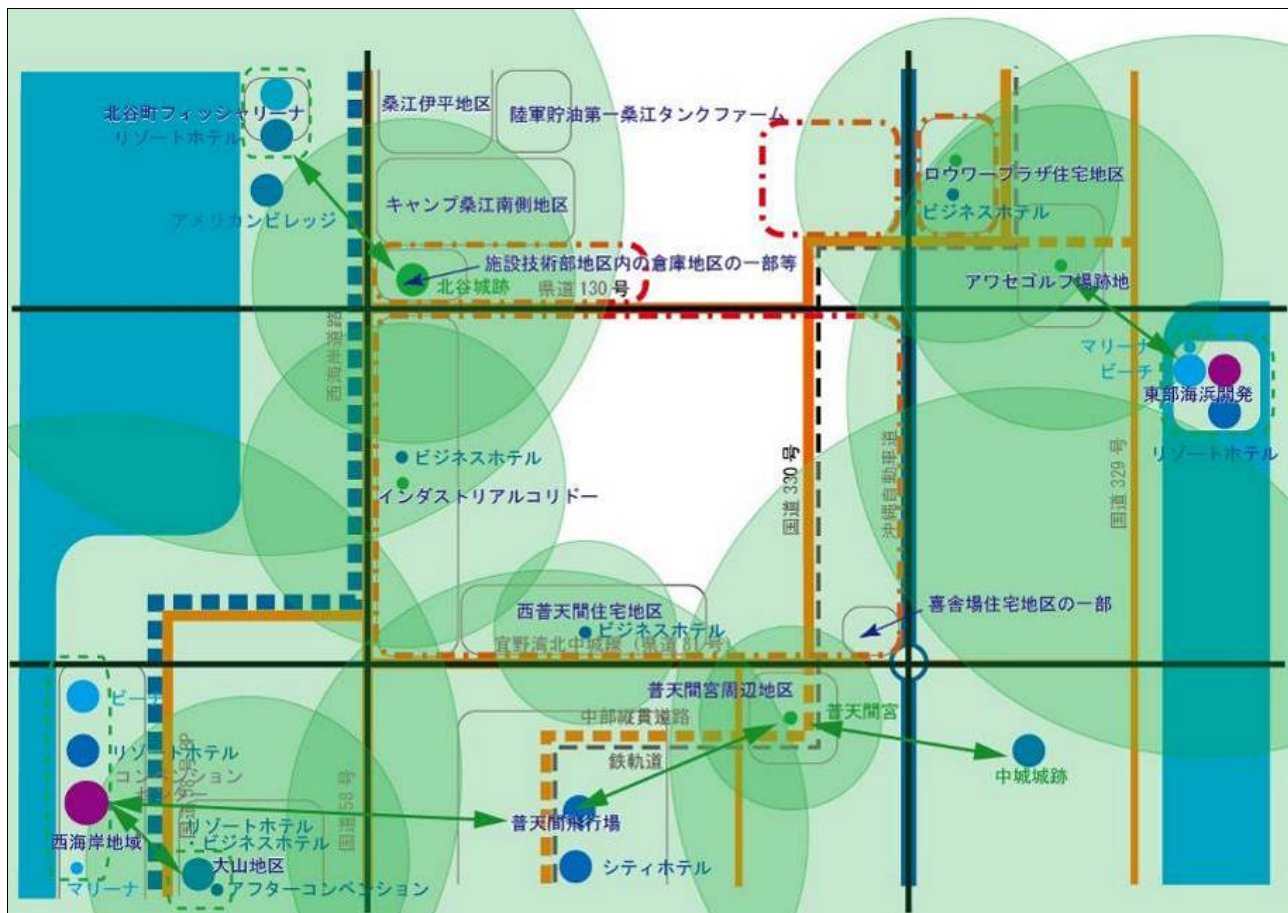 桑江伊平地区
陸軍貯油第一桑江タンクファーム
北谷町フィッシャリーナ
リゾートホテル
アメリカンビレッジ
キャンプ桑江南側地区
ロウワープラザ住宅地区
ビジネスホテル
施設技術部地区内の倉庫地区の一部等
北谷城跡
県道130号
アワセゴルフ場跡地
西海岸道路
マリーナ
ビーチ
東部海浜開発
リゾートホテル
ビジネスホテル
インダストリアルコリドー
国道330号
沖縄自動車道
国道329号
西普天間住宅地区
ビジネスホテル
宜野湾北中城線（県道81号）
喜舎場住宅地区の一部
普天間宮周辺地区
普天間宮
中部縦貫道路
鉄軌道
中城城跡
ビーチ
リゾートホテル
コンベンション
センター
国道58号BP
国道58号
西海岸地域
マリーナ
リゾートホテル
・ビジネスホテル
大山地区
アフターコンベンション
普天間飛行場
シティホテル